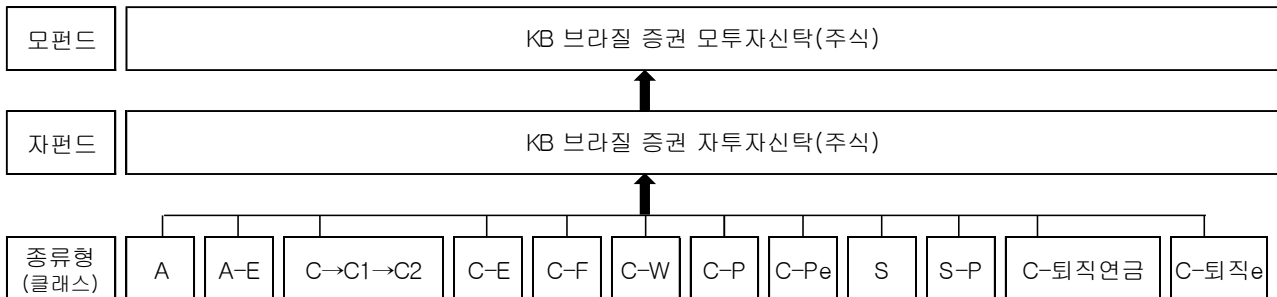 모펀드
KB 브라질 증권 모투자신탁(주식)
자펀드
KB 브라질 증권 자투자신탁(주식)
종류형
(클래스)
A
A-E
C→C1→C2
C-E
C-F
C-W
C-P
C-Pe
S
S-P
C-퇴직연금
C-퇴직e